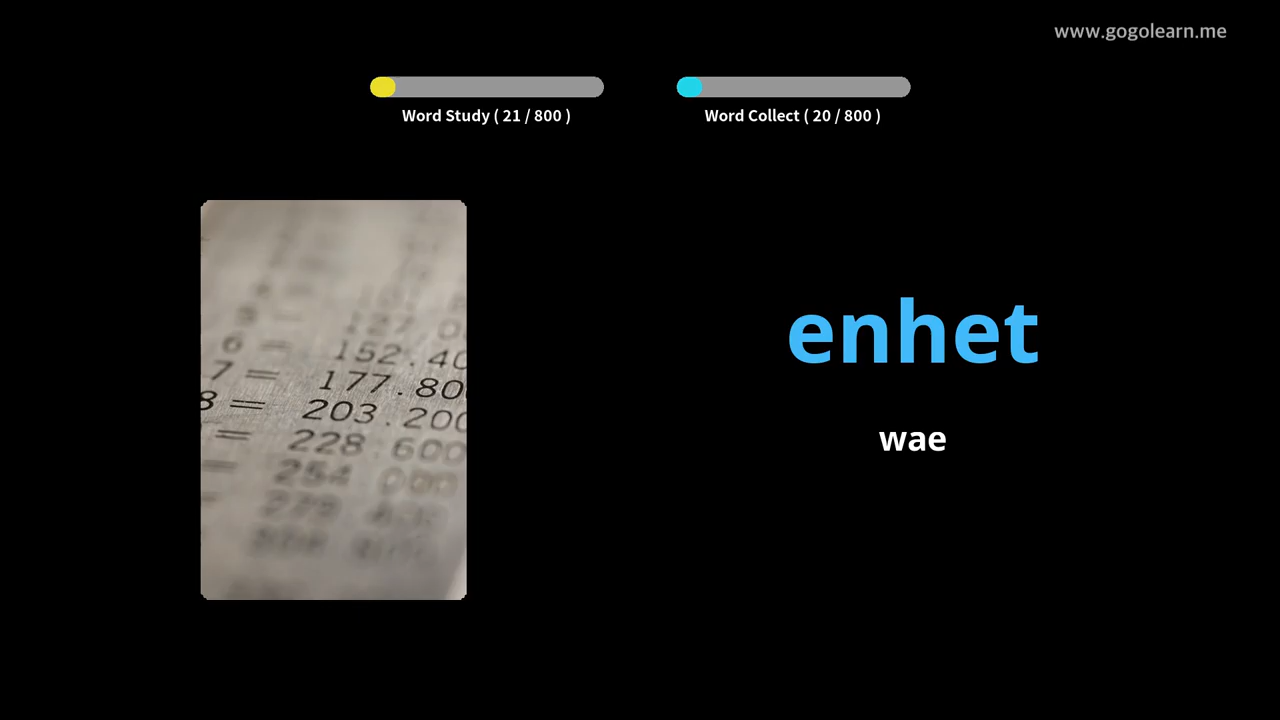 www.gogolearn.me
Word Study ( 21 / 800 )
Word Collect ( 20 / 800 )
enhet
wae
6 = 152.40
7 = 177.80
8 = 203.200
= 228.600
= 254 000